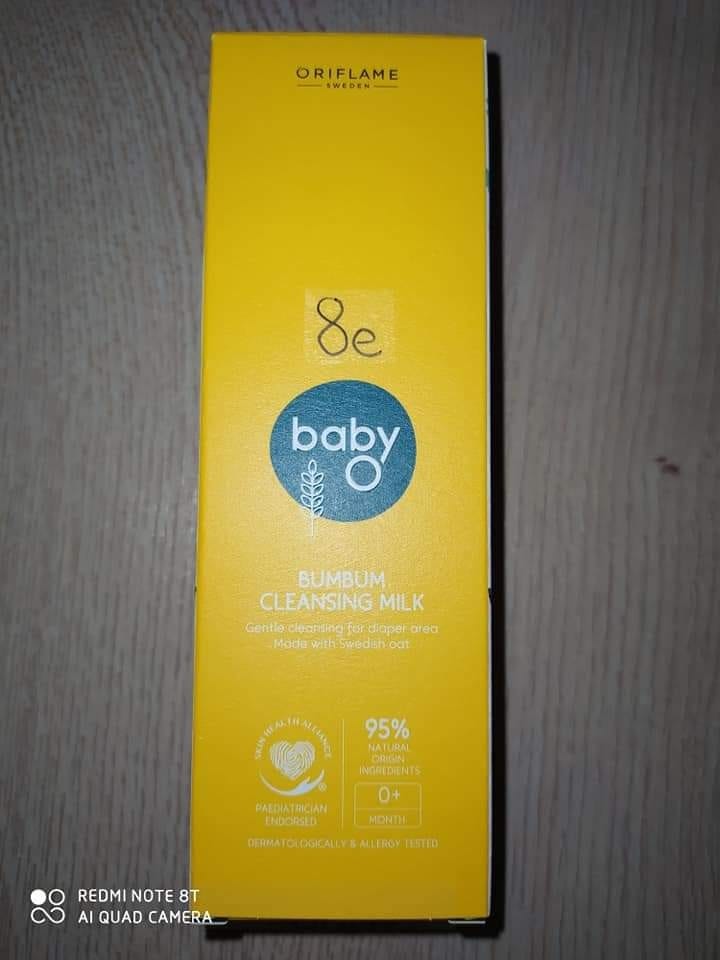 ORIFLAME
SWEDEN
8e
baby
O
BUMBUM
CLEANSING MILK
Gentle cleansing for diaper area
Made with Swedish oat
SKIN HEALTH ALLIANCE
®
PAEDIATRICIAN
ENDORSED
95%
NATURAL
ORIGIN
INGREDIENTS
0+
MONTH
DERMATOLOGICALLY & ALLERGY TESTED
REDMI NOTE 8T
AI QUAD CAMERA